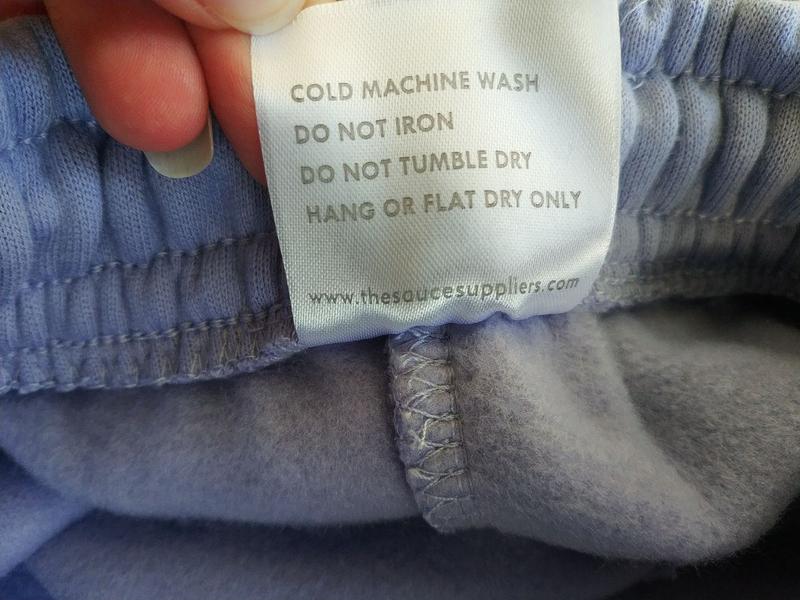 COLD MACHINE WASH
DO NOT IRON
DO NOT TUMBLE DRY
HANG OR FLAT DRY ONLY
www.thesaucesuppliers.com